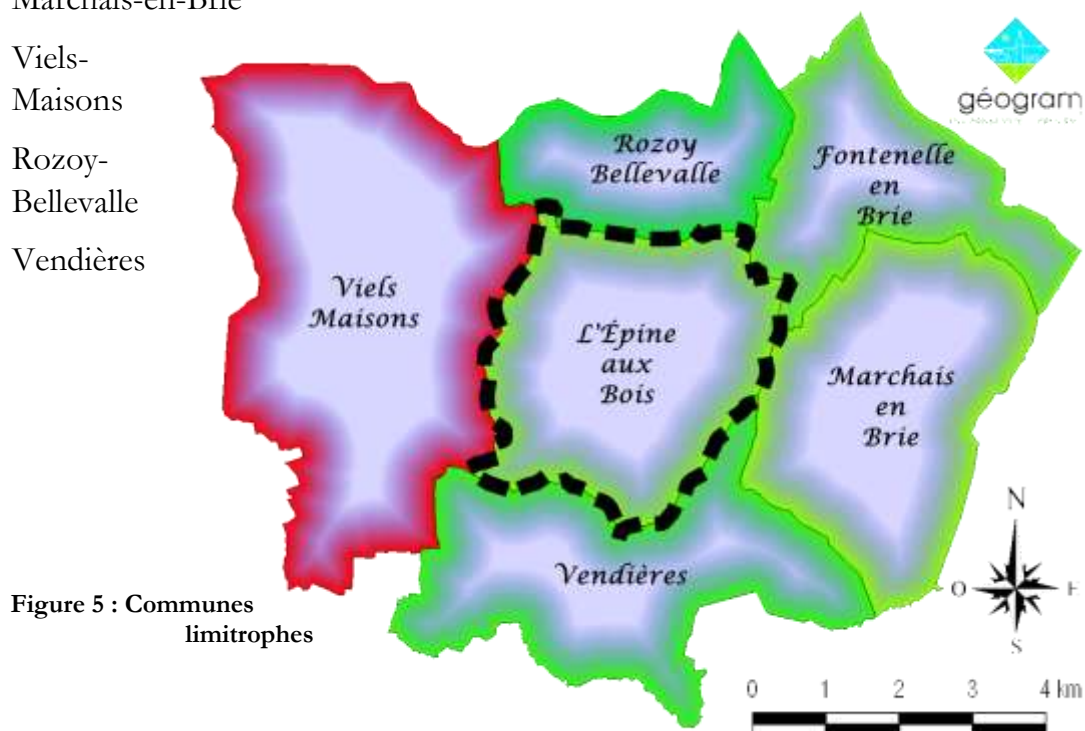 Marchais-en-Brie
Viels-
Maisons
Rozoy-
Bellevalle
Vendières
Figure 5 : Communes
limitrophes
géogram
Rozoy
Bellevalle
Fontenelle
en
Brie
Viels
Maisons
L'Épine
aux
Bois
Marchais
en
Brie
Vendières
N
O
E
S
0 1 2 3 4 km